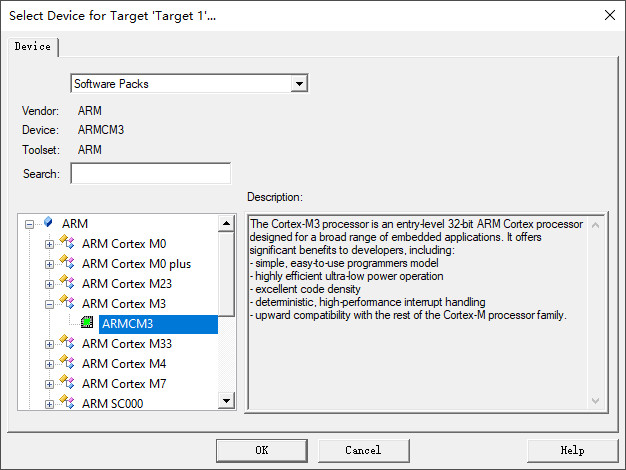 Select Device for Target 'Target 1'...
Device
Software Packs
Vendor: ARM
Device: ARMCM3
Toolset: ARM
Search:
Description:
ARM
ARM Cortex M0
ARM Cortex M0 plus
ARM Cortex M23
ARM Cortex M3
ARMCM3
ARM Cortex M33
ARM Cortex M4
ARM Cortex M7
ARM SC000
The Cortex-M3 processor is an entry-level 32-bit ARM Cortex processor
designed for a broad range of embedded applications. It offers
significant benefits to developers, including:
- simple, easy-to-use programmers model
- highly efficient ultra-low power operation
- excellent code density
- deterministic, high-performance interrupt handling
- upward compatibility with the rest of the Cortex-M processor family.
OK
Cancel
Help